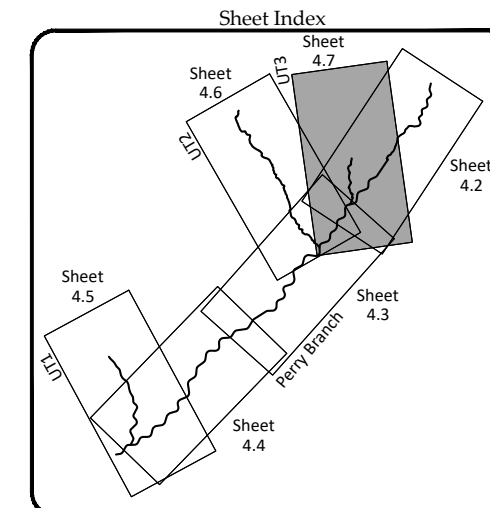 Sheet Index
Sheet
4.7
UT3
Sheet
4.6
UT2
Sheet
4.2
Sheet
4.5
UT1
Sheet
4.3
Perry Branch
Sheet
4.4